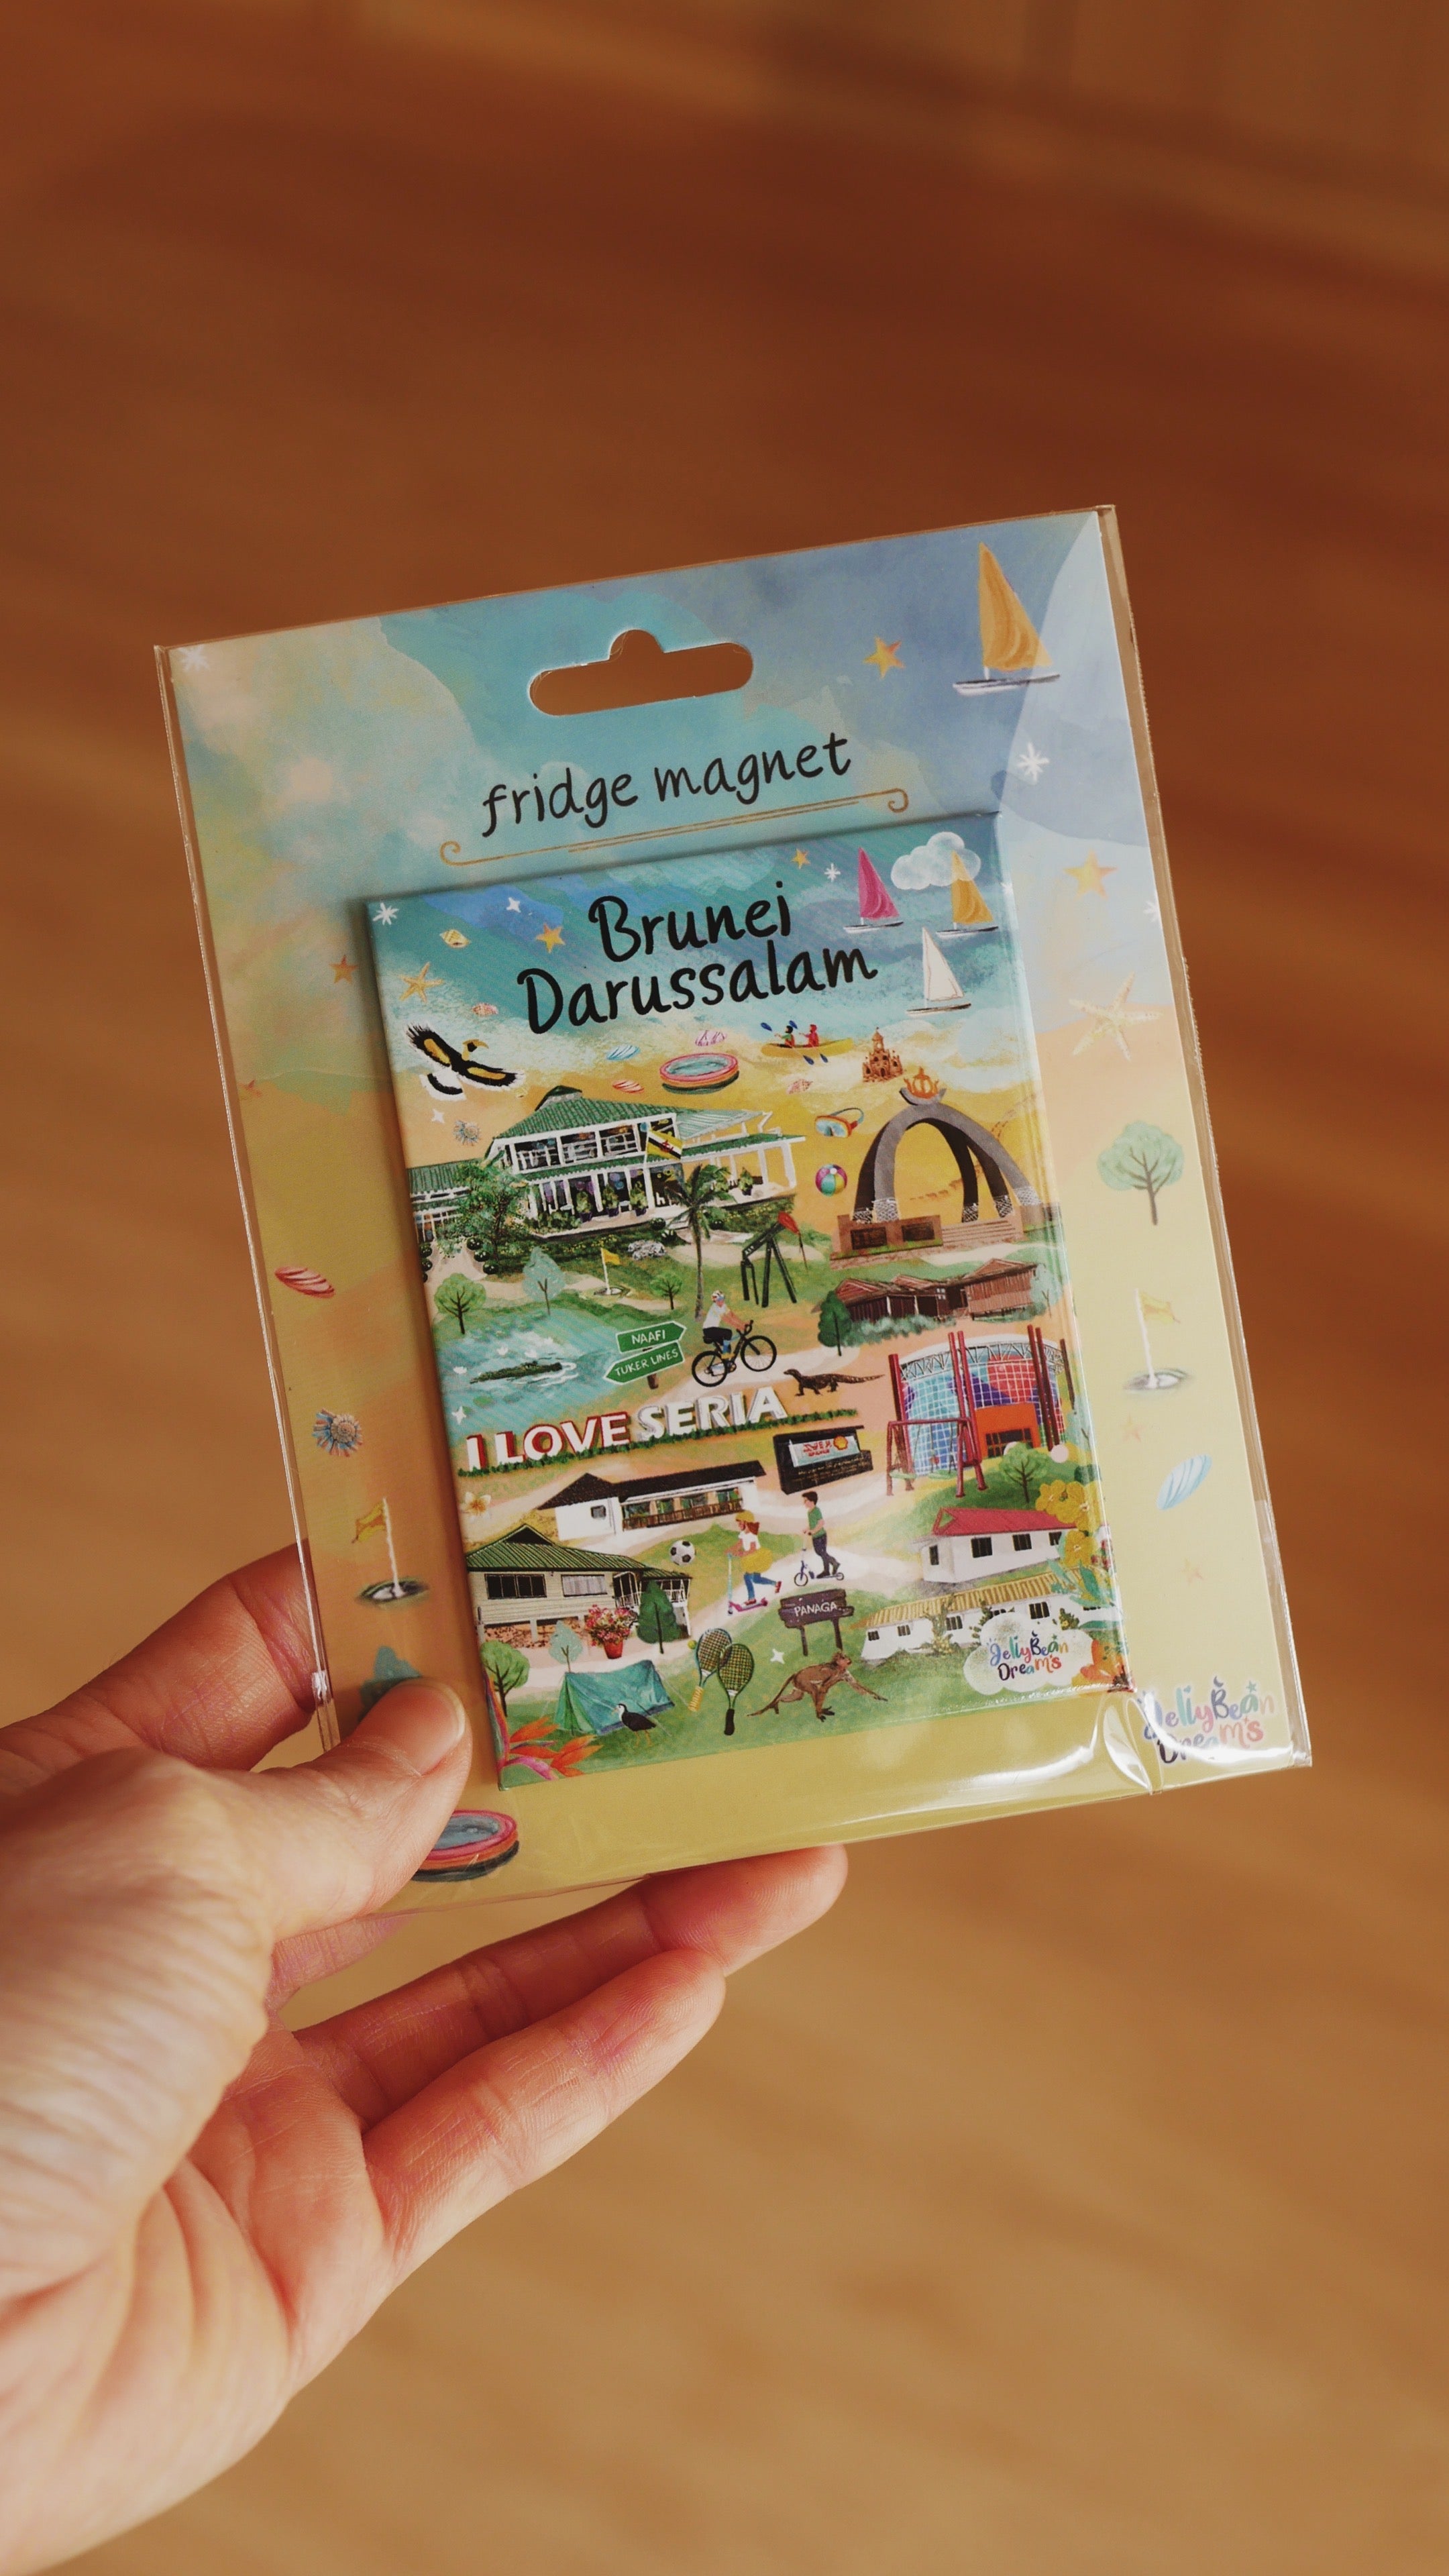 fridge magnet
Brunei
Darussalam
NAAFI
TUKER LINES
I LOVE SERIA
PANAGA
JellyBean
Dreams
JellyBean
Dreams